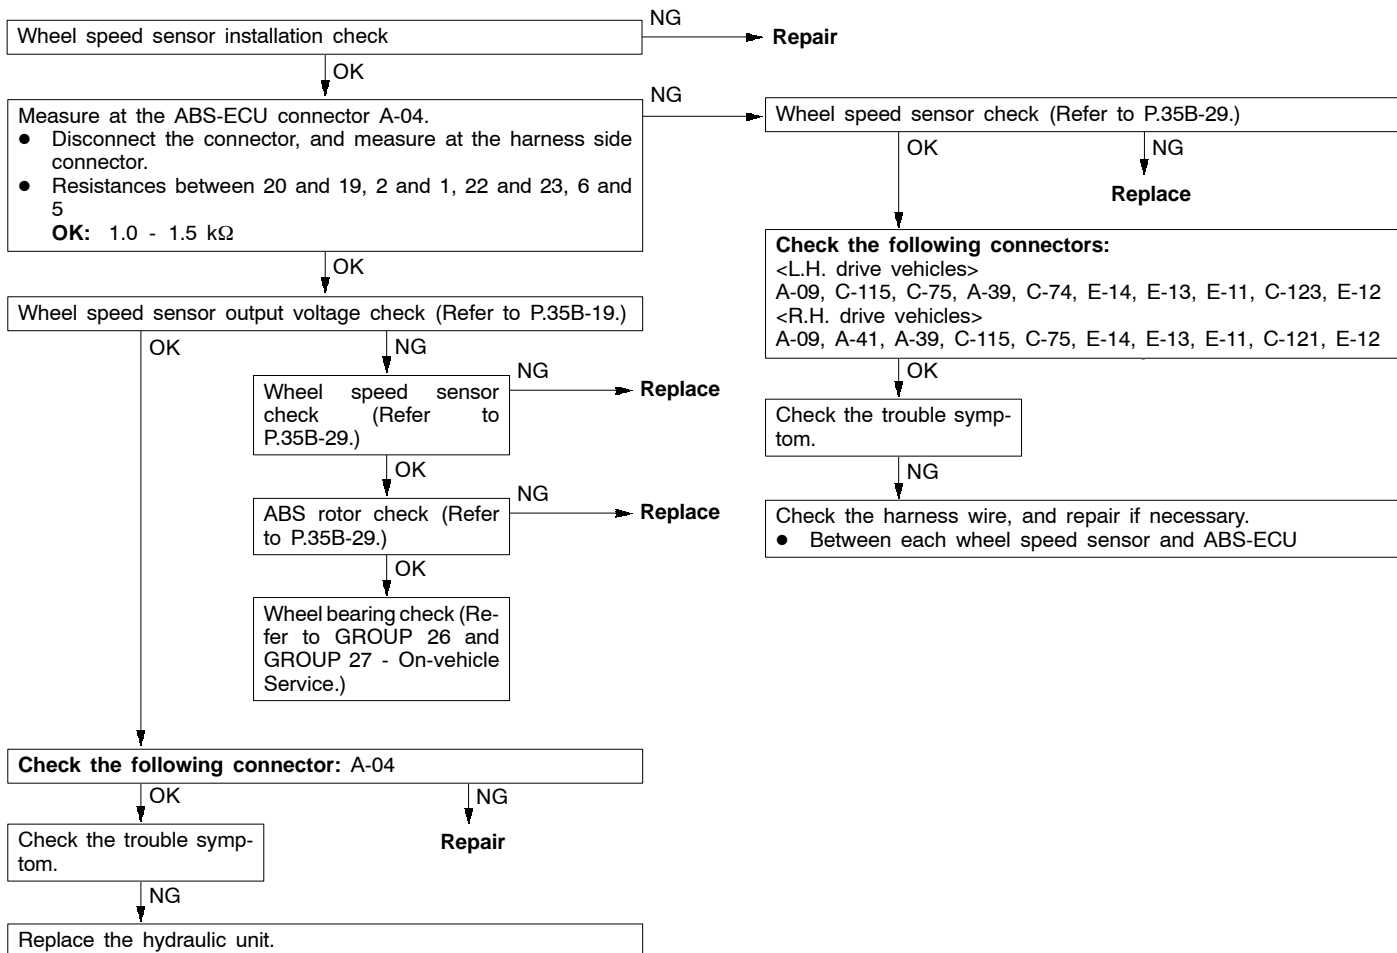 Wheel speed sensor installation check
NG
Repair
OK
Measure at the ABS-ECU connector A-04.
● Disconnect the connector, and measure at the harness side
connector.
● Resistances between 20 and 19, 2 and 1, 22 and 23, 6 and
5
OK: 1.0 - 1.5 kΩ
NG
Wheel speed sensor check (Refer to P.35B-29.)
OK
NG
Replace
Check the following connectors:
<L.H. drive vehicles>
A-09, C-115, C-75, A-39, C-74, E-14, E-13, E-11, C-123, E-12
<R.H. drive vehicles>
A-09, A-41, A-39, C-115, C-75, E-14, E-13, E-11, C-121, E-12
OK
Check the trouble symp-
tom.
NG
Check the harness wire, and repair if necessary.
● Between each wheel speed sensor and ABS-ECU
OK
Wheel speed sensor output voltage check (Refer to P.35B-19.)
OK
NG
Wheel speed sensor
check (Refer to
P.35B-29.)
NG
Replace
OK
ABS rotor check (Refer
to P.35B-29.)
NG
Replace
OK
Wheel bearing check (Re-
fer to GROUP 26 and
GROUP 27 - On-vehicle
Service.)
Check the following connector: A-04
OK
NG
Repair
Check the trouble symp-
tom.
NG
Replace the hydraulic unit.